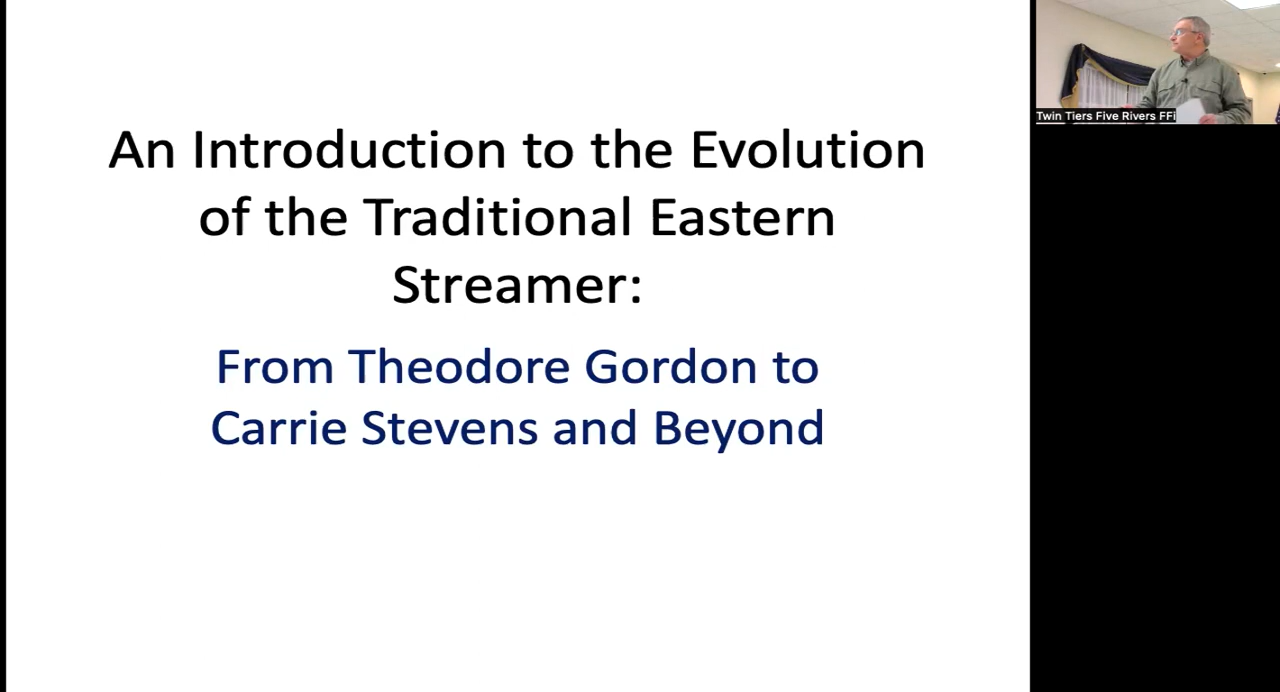 An Introduction to the Evolution
of the Traditional Eastern
Streamer:
From Theodore Gordon to
Carrie Stevens and Beyond
Twin Tiers Five Rivers FFi